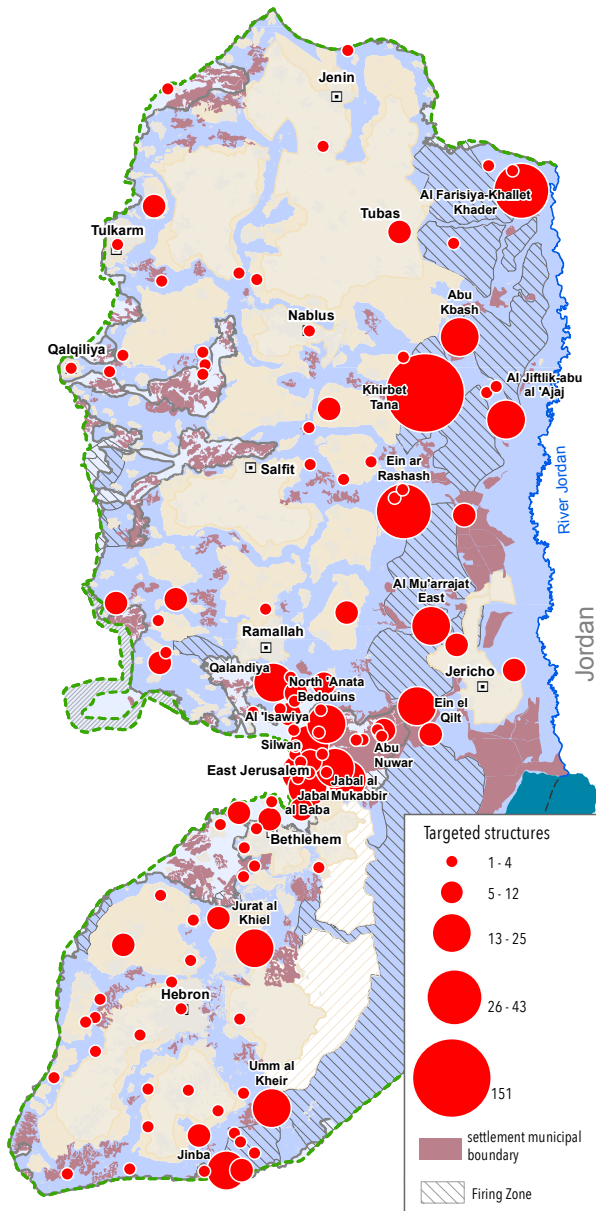 Jenin
Al Farisiya-Khallet
Khader
Tubas
Tulkarm
Abu
Kbash
Nablus
Qalqiliya
Khirbet
Tana
Al Jiftlik-abu
al 'Ajaj
Ein ar
Rashash
Salfit
River Jordan
Al Mu'arrajat
East
Ramallah
Jordan
Qalandiya
North 'Anata
Bedouins
Jericho
Ein el
Qilt
Al 'Isawiya
Silwan
Abu
Nuwar
East Jerusalem
Jabal al
Mukabbir
Jabal
al Baba
Bethlehem
Jurat al
Khiel
Hebron
Umm al
Kheir
Jinba
Targeted structures
1 - 4
5 - 12
13 - 25
26 - 43
151
settlement municipal
boundary
Firing Zone